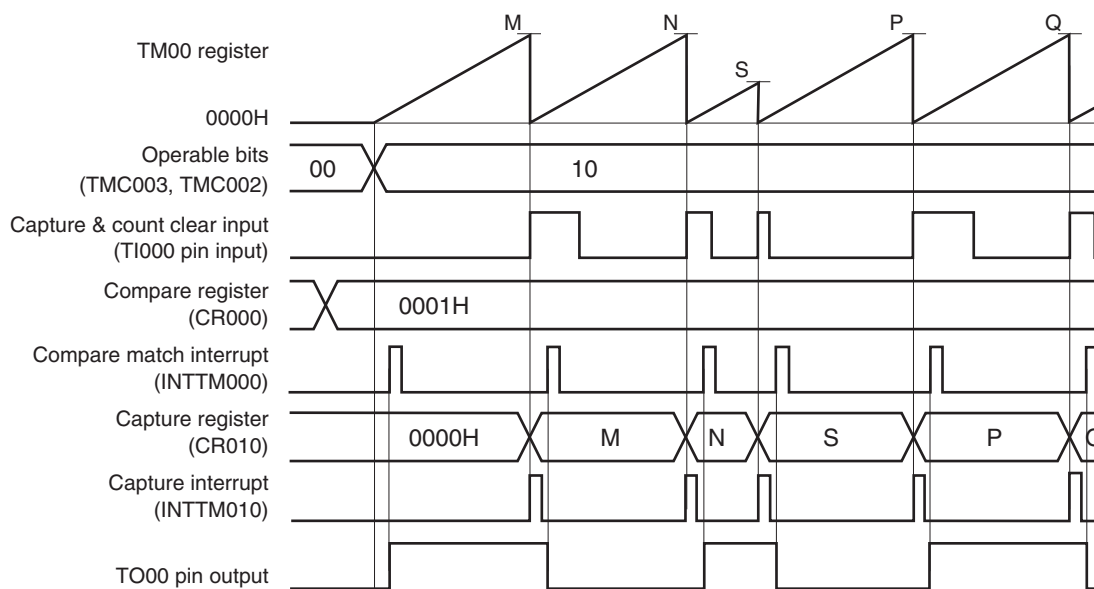 M N S P Q
TM00 register
0000H
Operable bits
(TMC003, TMC002)
00 10
Capture & count clear input
(TI000 pin input)
Compare register
(CR000)
0001H
Compare match interrupt
(INTTM000)
Capture register
(CR010)
0000H M N S P
Capture interrupt
(INTTM010)
TO00 pin output